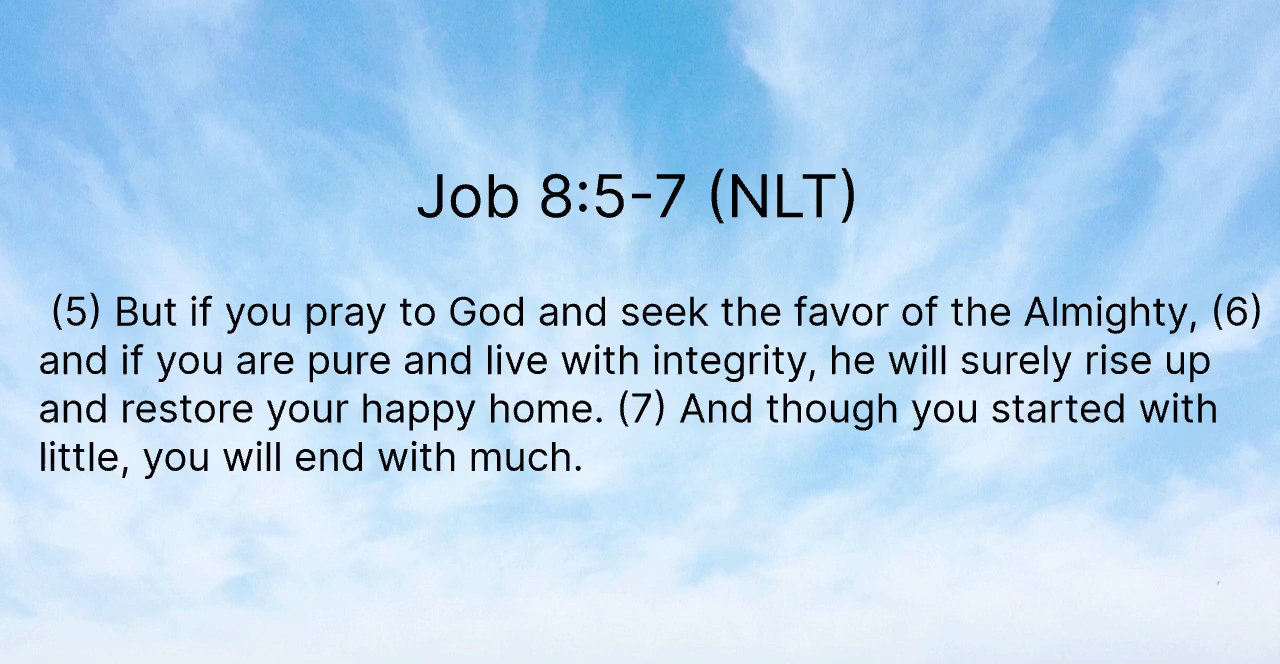 Job 8:5-7 (NLT)
(5) But if you pray to God and seek the favor of the Almighty, (6)
and if you are pure and live with integrity, he will surely rise up
and restore your happy home. (7) And though you started with
little, you will end with much.